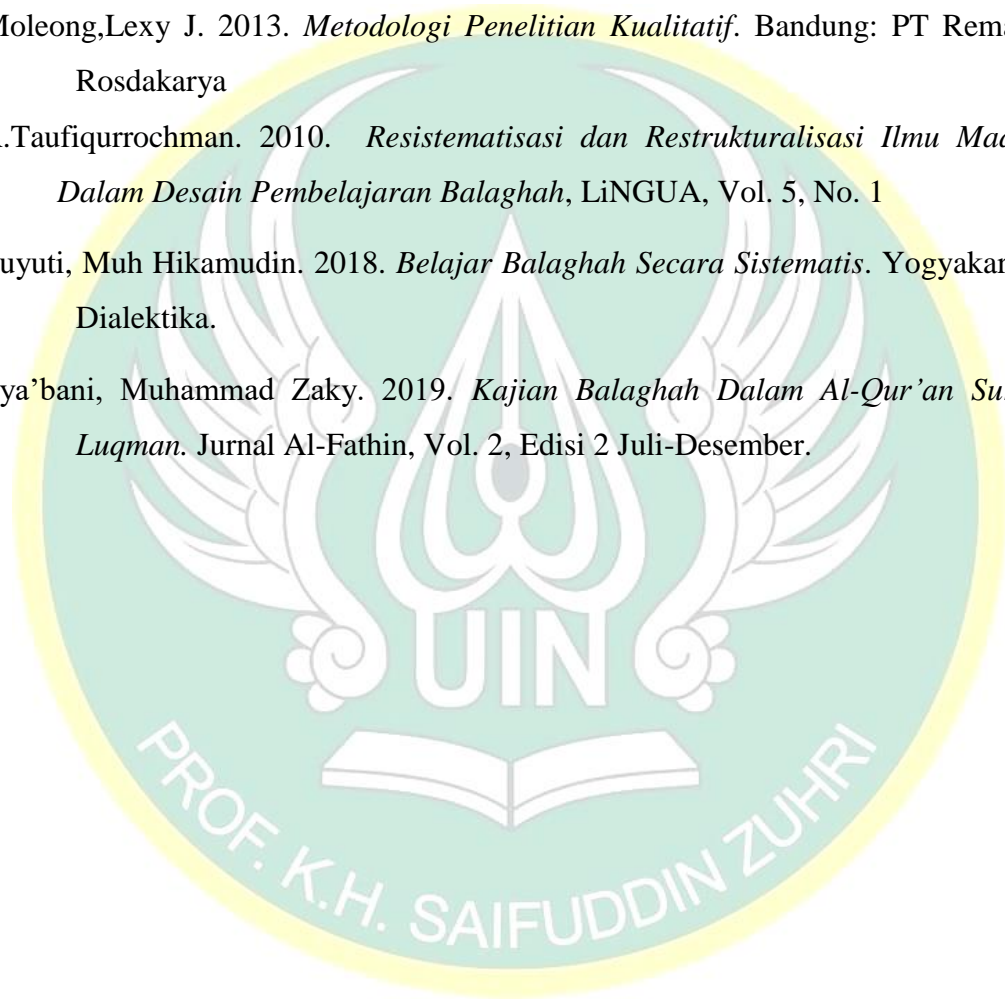 Moleong,Lexy J. 2013. Metodologi Penelitian Kualitatif. Bandung: PT Rema
Rosdakarya
.Taufiqurrochman. 2010. Resistematisasi dan Restrukturalisasi Ilmu Maa
Dalam Desain Pembelajaran Balaghah, LiNGUA, Vol. 5, No. 1
uyuti, Muh Hikamudin. 2018. Belajar Balaghah Secara Sistematis. Yogyakar
Dialektika.
ya’bani, Muhammad Zaky. 2019. Kajian Balaghah Dalam Al-Qur’an Su
Luqman. Jurnal Al-Fathin, Vol. 2, Edisi 2 Juli-Desember.
UIN
PROF. K.H. SAIFUDDIN ZUHRI